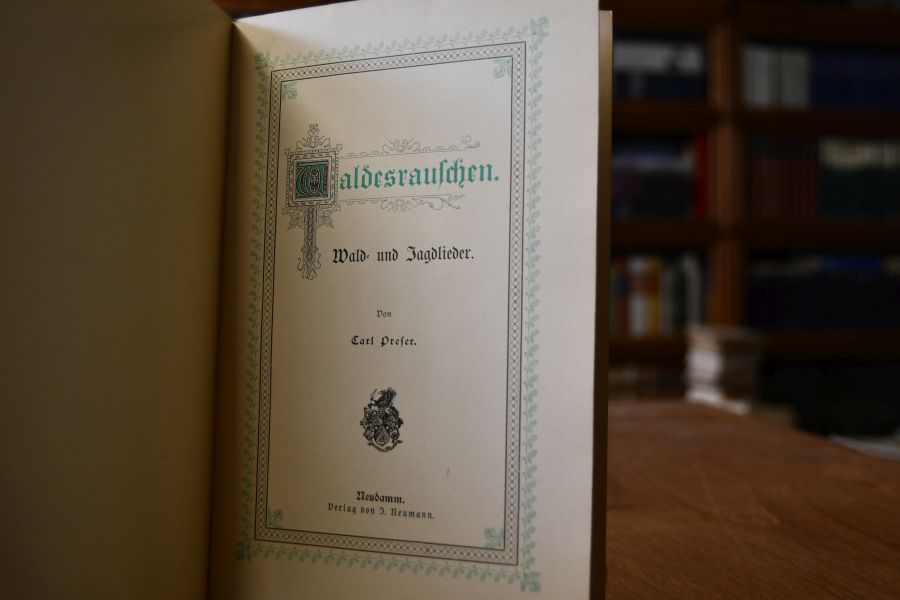 Waldesrauschen.
Wald- und Jagdlieder.
Von
Carl Preser.
Neudamm.
Verlag von J. Neumann.